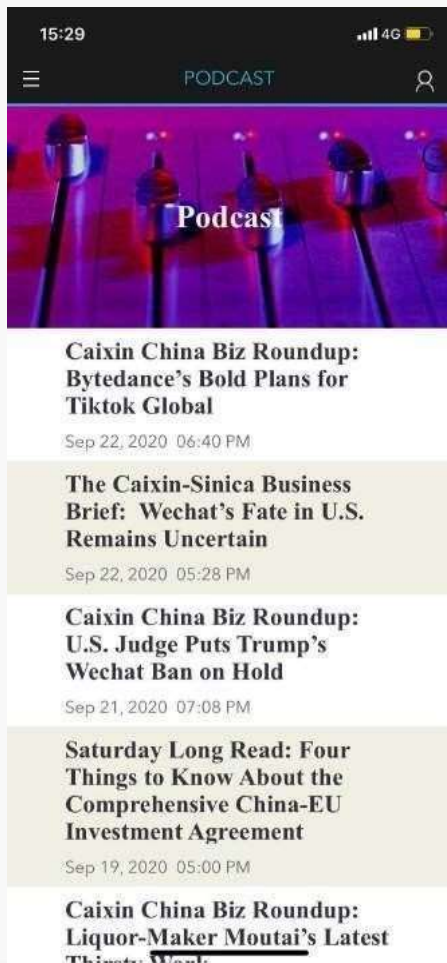 15:29
4G
PODCAST
Podcast
Caixin China Biz Roundup:
Bytedance’s Bold Plans for
Tiktok Global
Sep 22, 2020 06:40 PM
The Caixin-Sinica Business
Brief: Wechat’s Fate in U.S.
Remains Uncertain
Sep 22, 2020 05:28 PM
Caixin China Biz Roundup:
U.S. Judge Puts Trump’s
Wechat Ban on Hold
Sep 21, 2020 07:08 PM
Saturday Long Read: Four
Things to Know About the
Comprehensive China-EU
Investment Agreement
Sep 19, 2020 05:00 PM
Caixin China Biz Roundup:
Liquor-Maker Moutai’s Latest
Thirsty Work